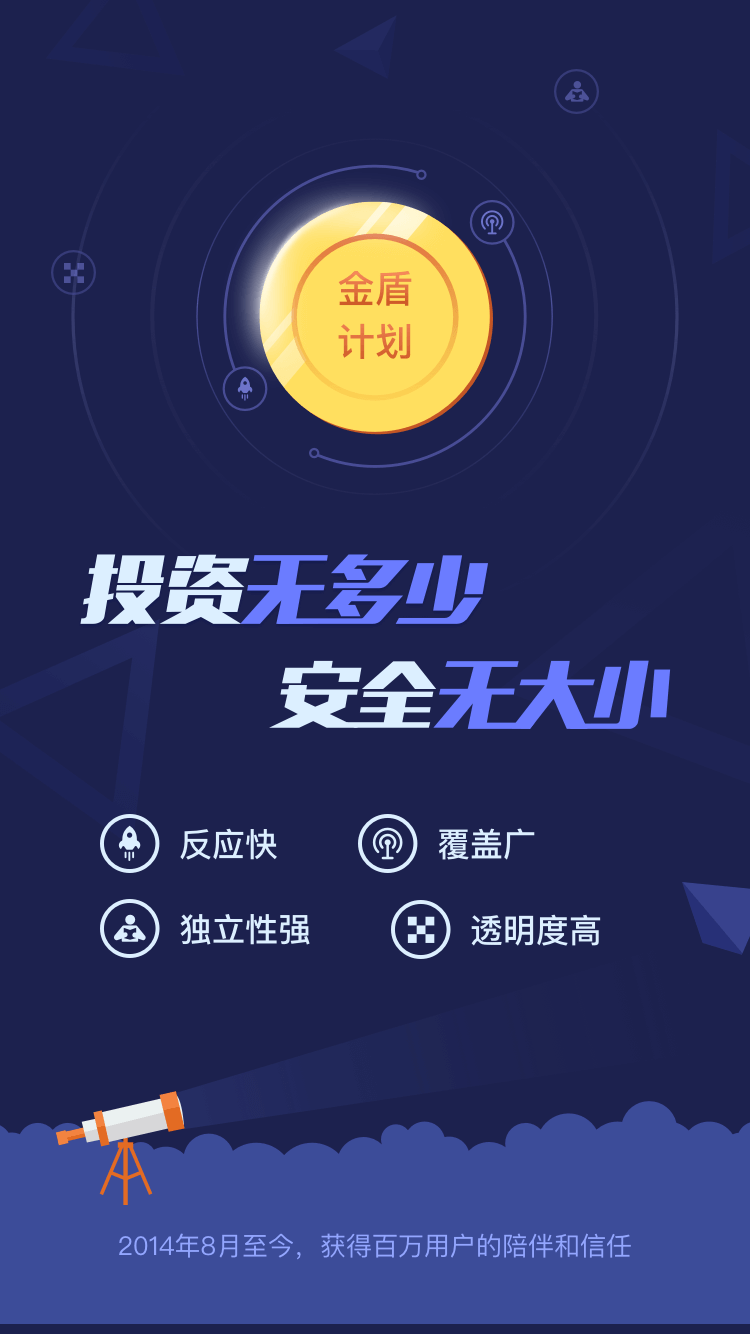 金盾
计划
投资无多少
安全无大小
反应快
覆盖广
独立性强
透明度高
2014年8月至今，获得百万用户的陪伴和信任